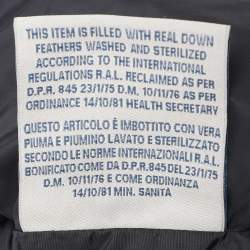 THIS ITEM IS FILLED WITH REAL DOWN
FEATHERS WASHED AND STERILIZED
ACCORDING TO THE INTERNATIONAL
REGULATIONS R.A.L. RECLAIMED AS PER
D.P.R. 845 23/1/75 D.M. 10/11/76 AS PER
ORDINANCE 14/10/81 HEALTH SECRETARY
QUESTO ARTICOLO È IMBOTTITO CON VERA
PIUMA E PIUMINO LAVATO E STERILIZZATO
SECONDO LE NORME INTERNAZIONALI R.A.L.
BONIFICATO COME DA D.P.R.845 DEL 23/1/75
D.M. 10/11/76 E COME ORDINANZA
14/10/81 MIN. SANITÀ